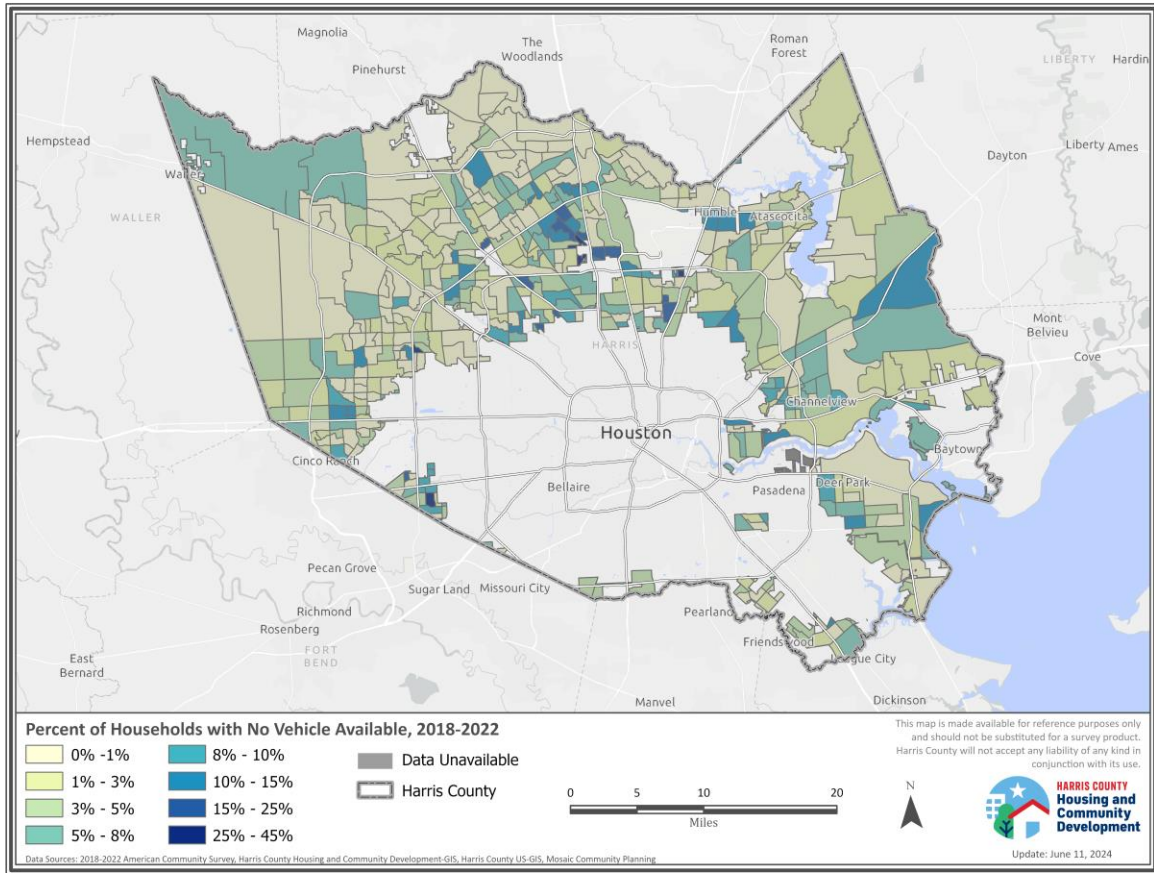 Magnolia
The
Woodlands
Roman
Forest
LIBERTY
Hardin
Pinehurst
Hempstead
Dayton
Liberty Ames
Waller
WALLER
Humble
Atascocita
Mont
Belvieu
Cove
HARRIS
Channelview
Houston
Cinco Ranch
Baytown
Bellaire
Pasadena
Deer Park
Pecan Grove
Sugar Land
Missouri City
Richmond
Pearland
Rosenberg
Friendswood
FORT
BEND
East
Bernard
League City
Manvel
Dickinson
Percent of Households with No Vehicle Available, 2018-2022
0% -1%
1% - 3%
3% - 5%
5% - 8%
8% - 10%
10% - 15%
15% - 25%
25% - 45%
Data Unavailable
Harris County
0 5 10 20
Miles
N
This map is made available for reference purposes only
and should not be substituted for a survey product.
Harris County will not accept any liability of any kind in
conjunction with its use.
HARRIS COUNTY
Housing and
Community
Development
Update: June 11, 2024
Data Sources: 2018-2022 American Community Survey, Harris County Housing and Community Development-GIS, Harris County US-GIS, Mosaic Community Planning